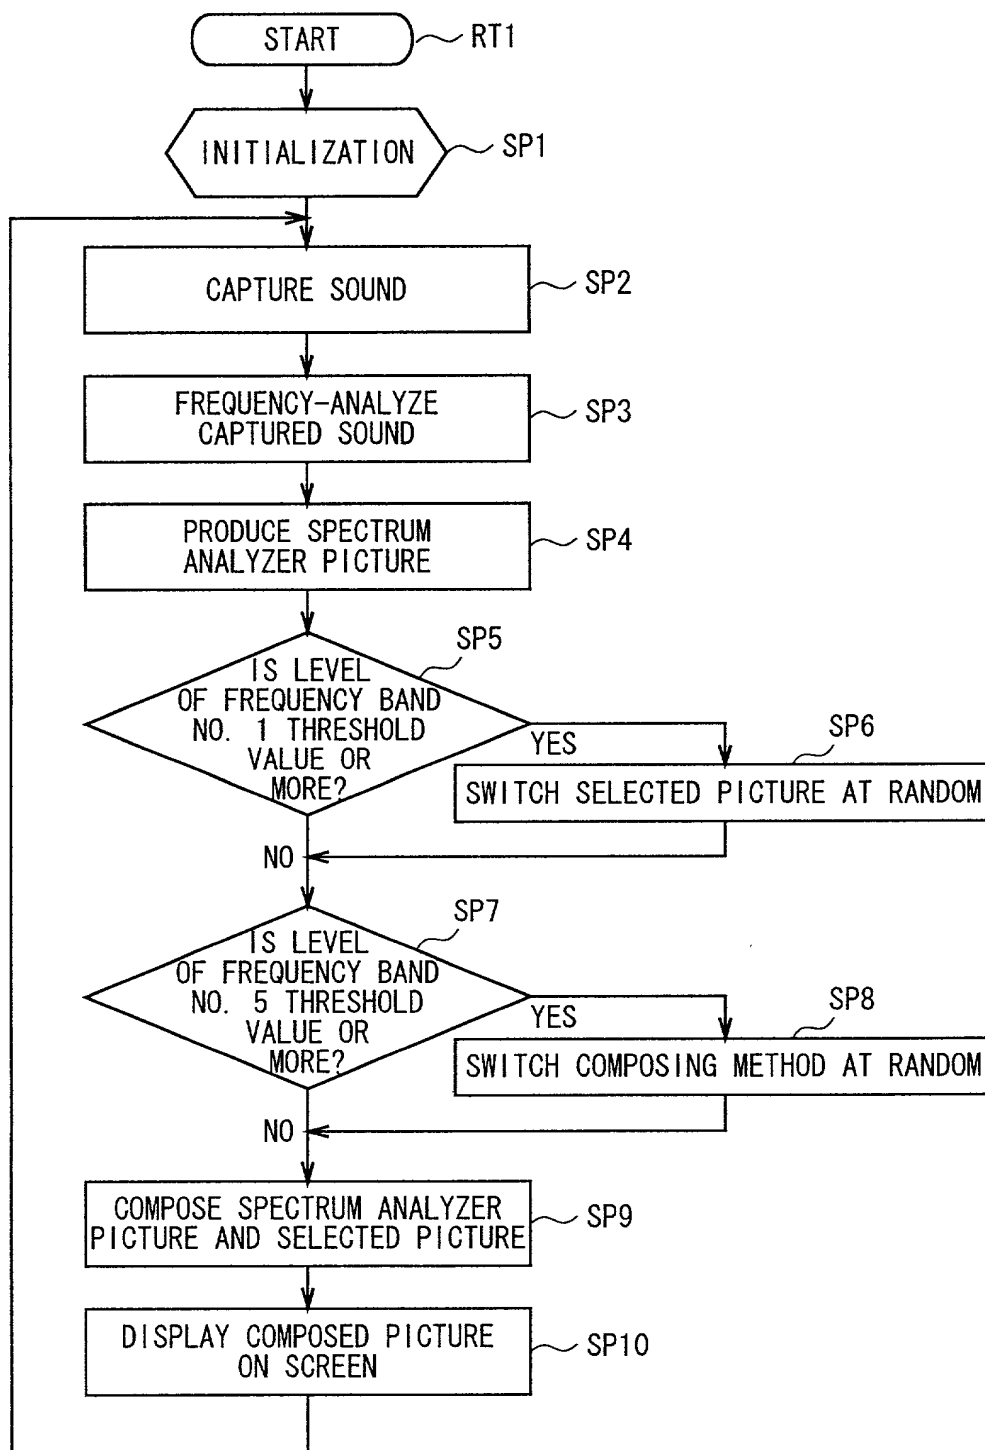 START
RT1
INITIALIZATION
SP1
CAPTURE SOUND
SP2
FREQUENCY-ANALYZE
CAPTURED SOUND
SP3
PRODUCE SPECTRUM
ANALYZER PICTURE
SP4
SP5
IS LEVEL
OF FREQUENCY BAND
NO. 1 THRESHOLD
VALUE OR
MORE?
YES
SP6
SWITCH SELECTED PICTURE AT RANDOM
NO
SP7
IS LEVEL
OF FREQUENCY BAND
NO. 5 THRESHOLD
VALUE OR
MORE?
YES
SP8
SWITCH COMPOSING METHOD AT RANDOM
NO
COMPOSE SPECTRUM ANALYZER
PICTURE AND SELECTED PICTURE
SP9
DISPLAY COMPOSED PICTURE
ON SCREEN
SP10